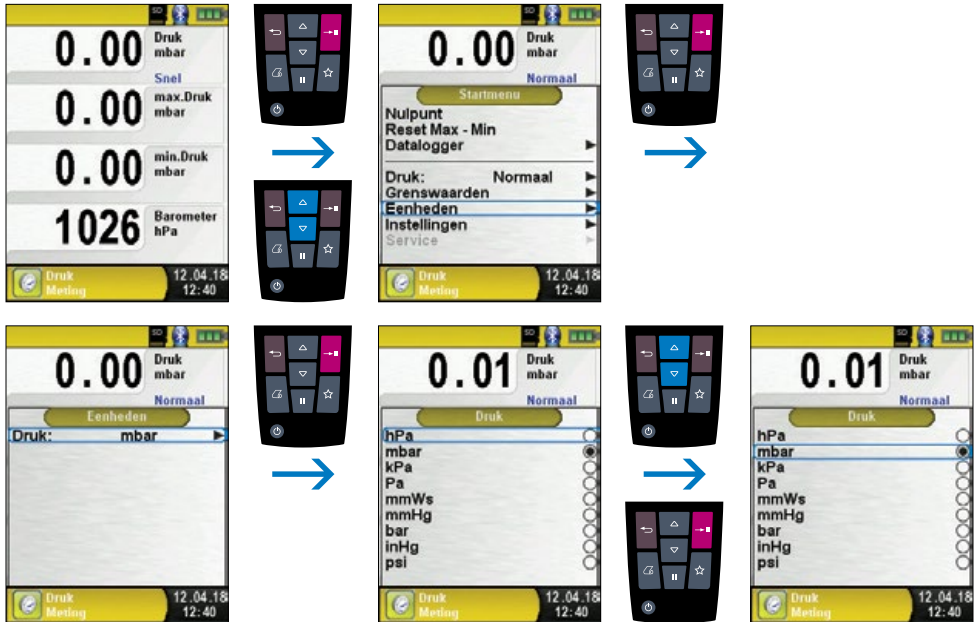 SD
0.00 Druk
mbar
Snel
0.00 max.Druk
mbar
0.00 min.Druk
mbar
1026 Barometer
hPa
Druk
Meting
12.04.18
12:40
SD
0.00 Druk
mbar
Normaal
Startmenu
Nulpunt
Reset Max - Min
Datalogger
Druk: Normaal
Grenswaarden
Eenheden
Instellingen
Service
Druk
Meting
12.04.18
12:40
SD
0.00 Druk
mbar
Normaal
Eenheden
Druk: mbar
Druk
Meting
12.04.18
12:40
SD
0.01 Druk
mbar
Normaal
Druk
hPa
mbar
kPa
Pa
mmWs
mmHg
bar
inHg
psi
Druk
Meting
12.04.18
12:40
SD
0.01 Druk
mbar
Normaal
Druk
hPa
mbar
kPa
Pa
mmWs
mmHg
bar
inHg
psi
Druk
Meting
12.04.18
12:40